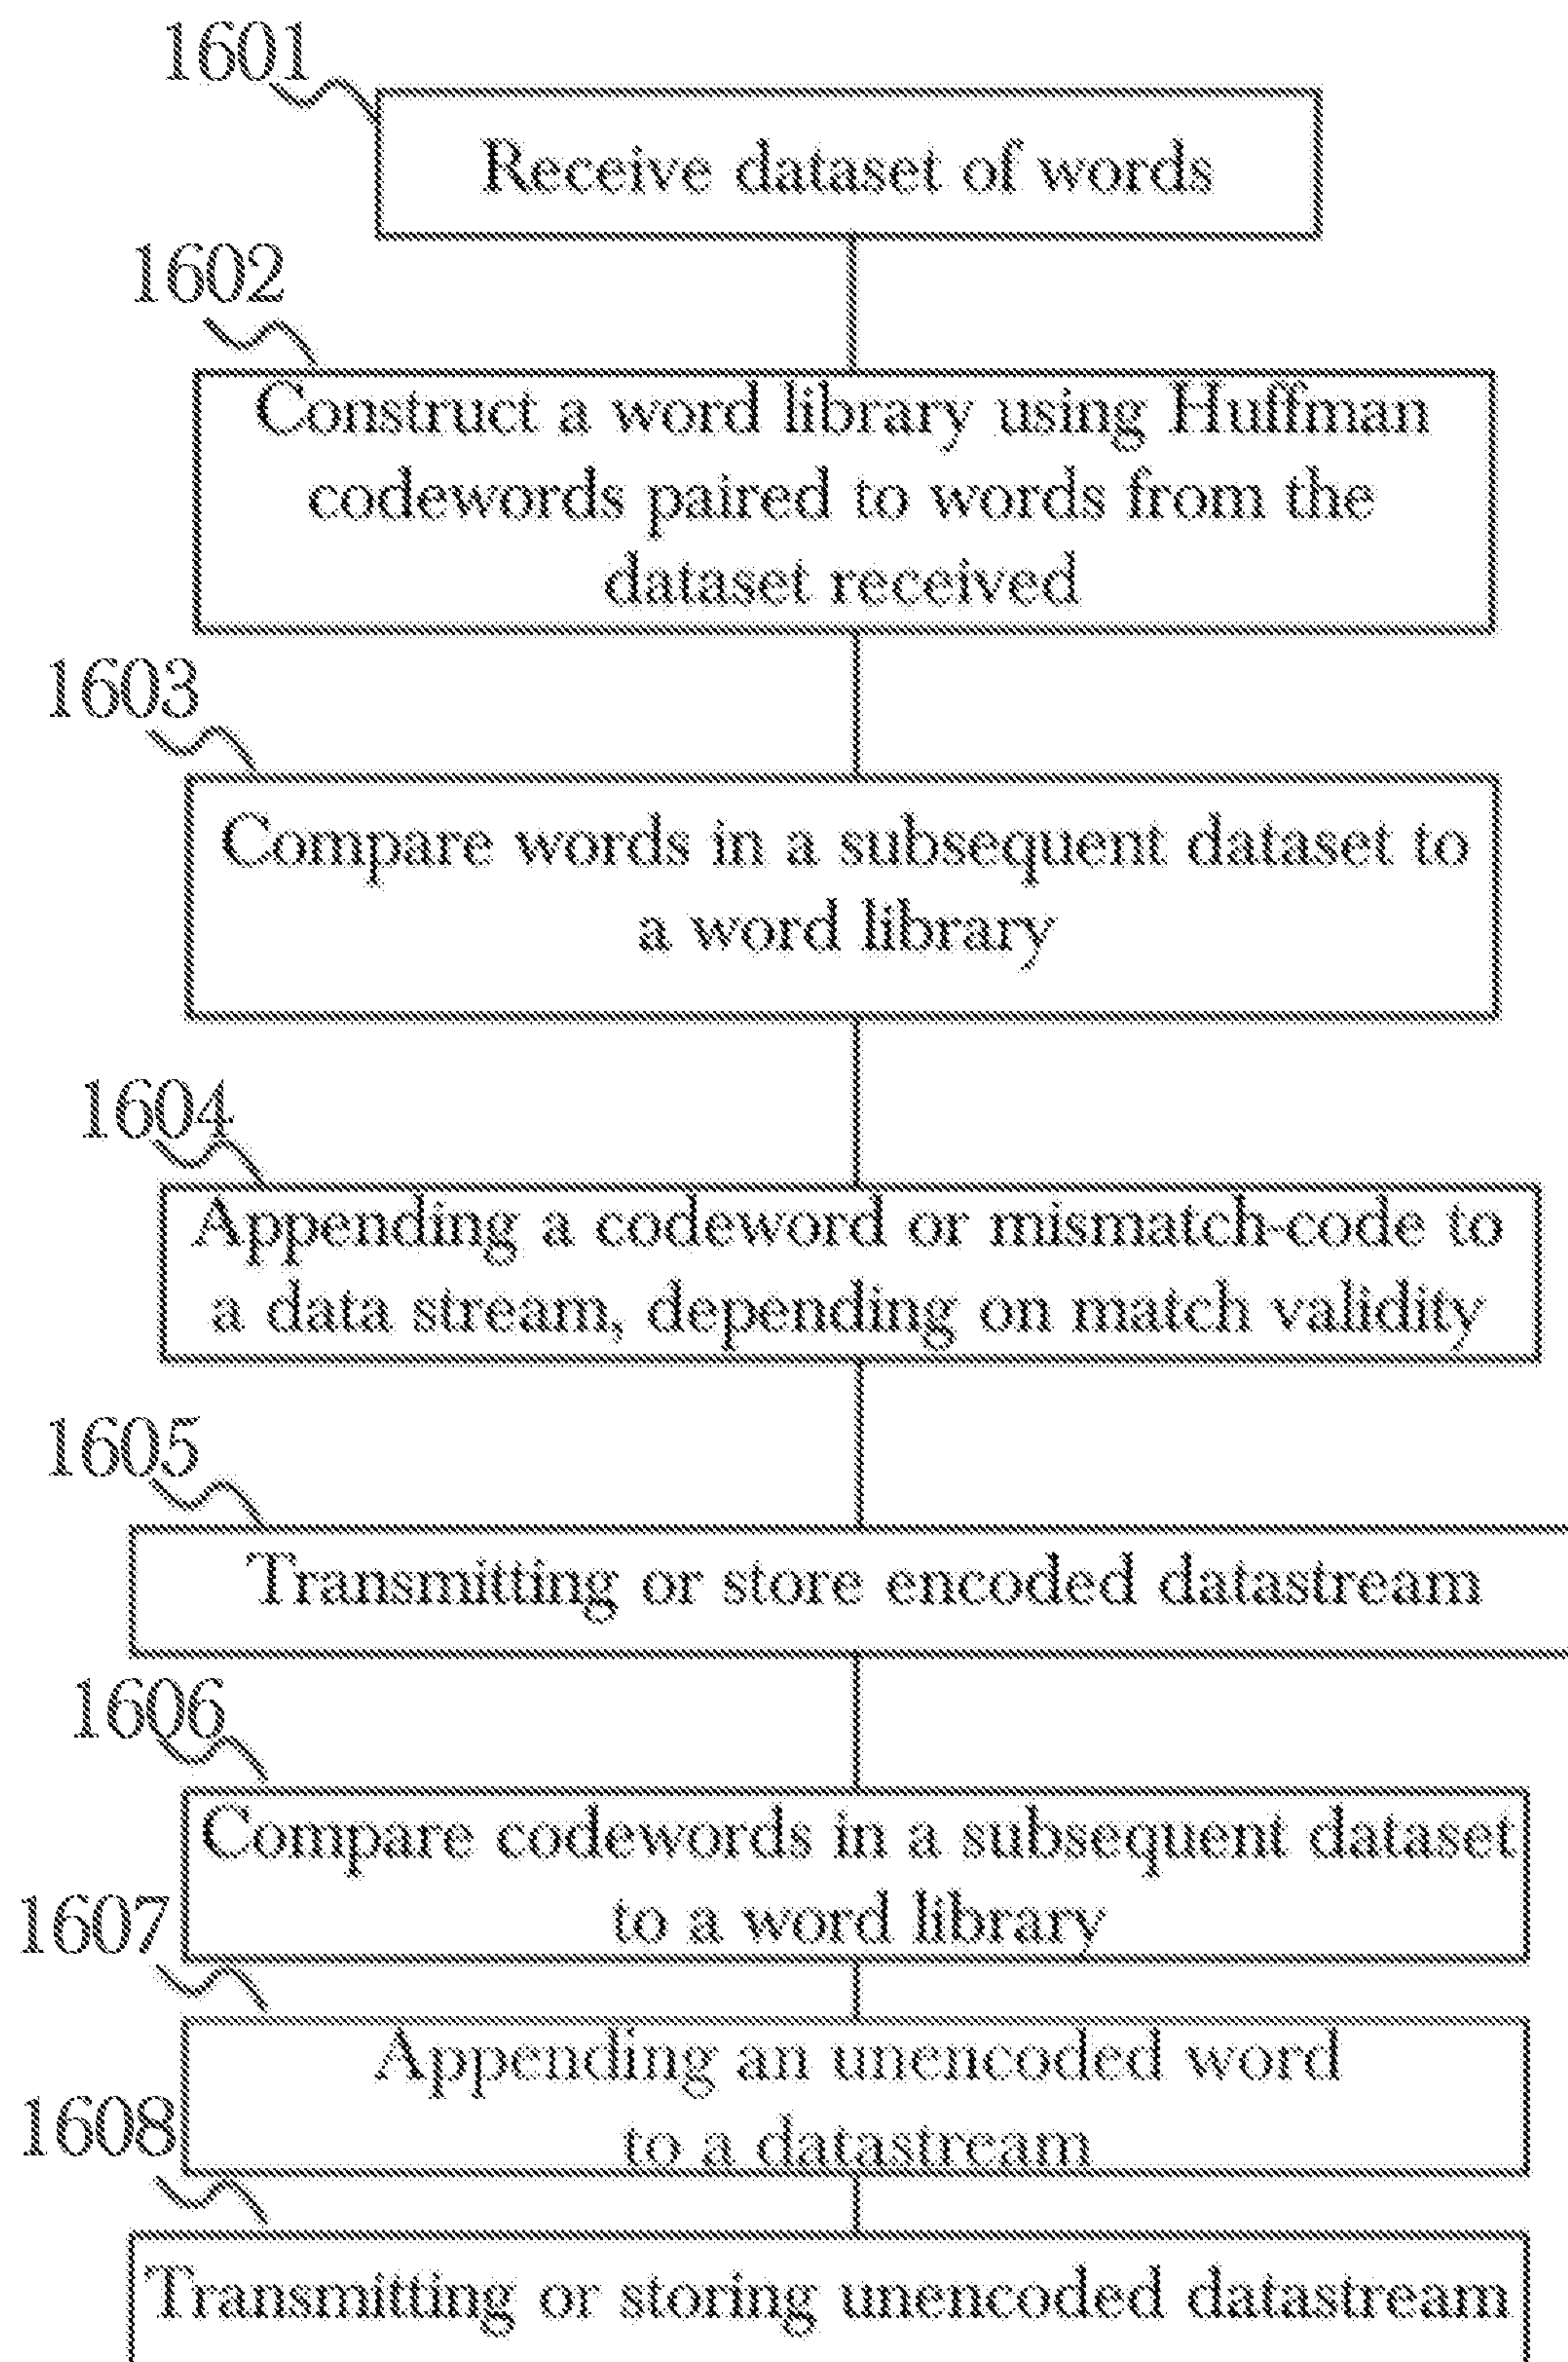 1601
Receive dataset of words
1602
Construct a word library using Huffman
codewords paired to words from the
dataset received
1603
Compare words in a subsequent dataset to
a word library
1604
Appending a codeword or mismatch-code to
a data stream, depending on match validity
1605
Transmitting or store encoded datastream
1606
Compare codewords in a subsequent dataset
to a word library
1607
Appending an unencoded word
to a datastream
1608
Transmitting or storing unencoded datastream